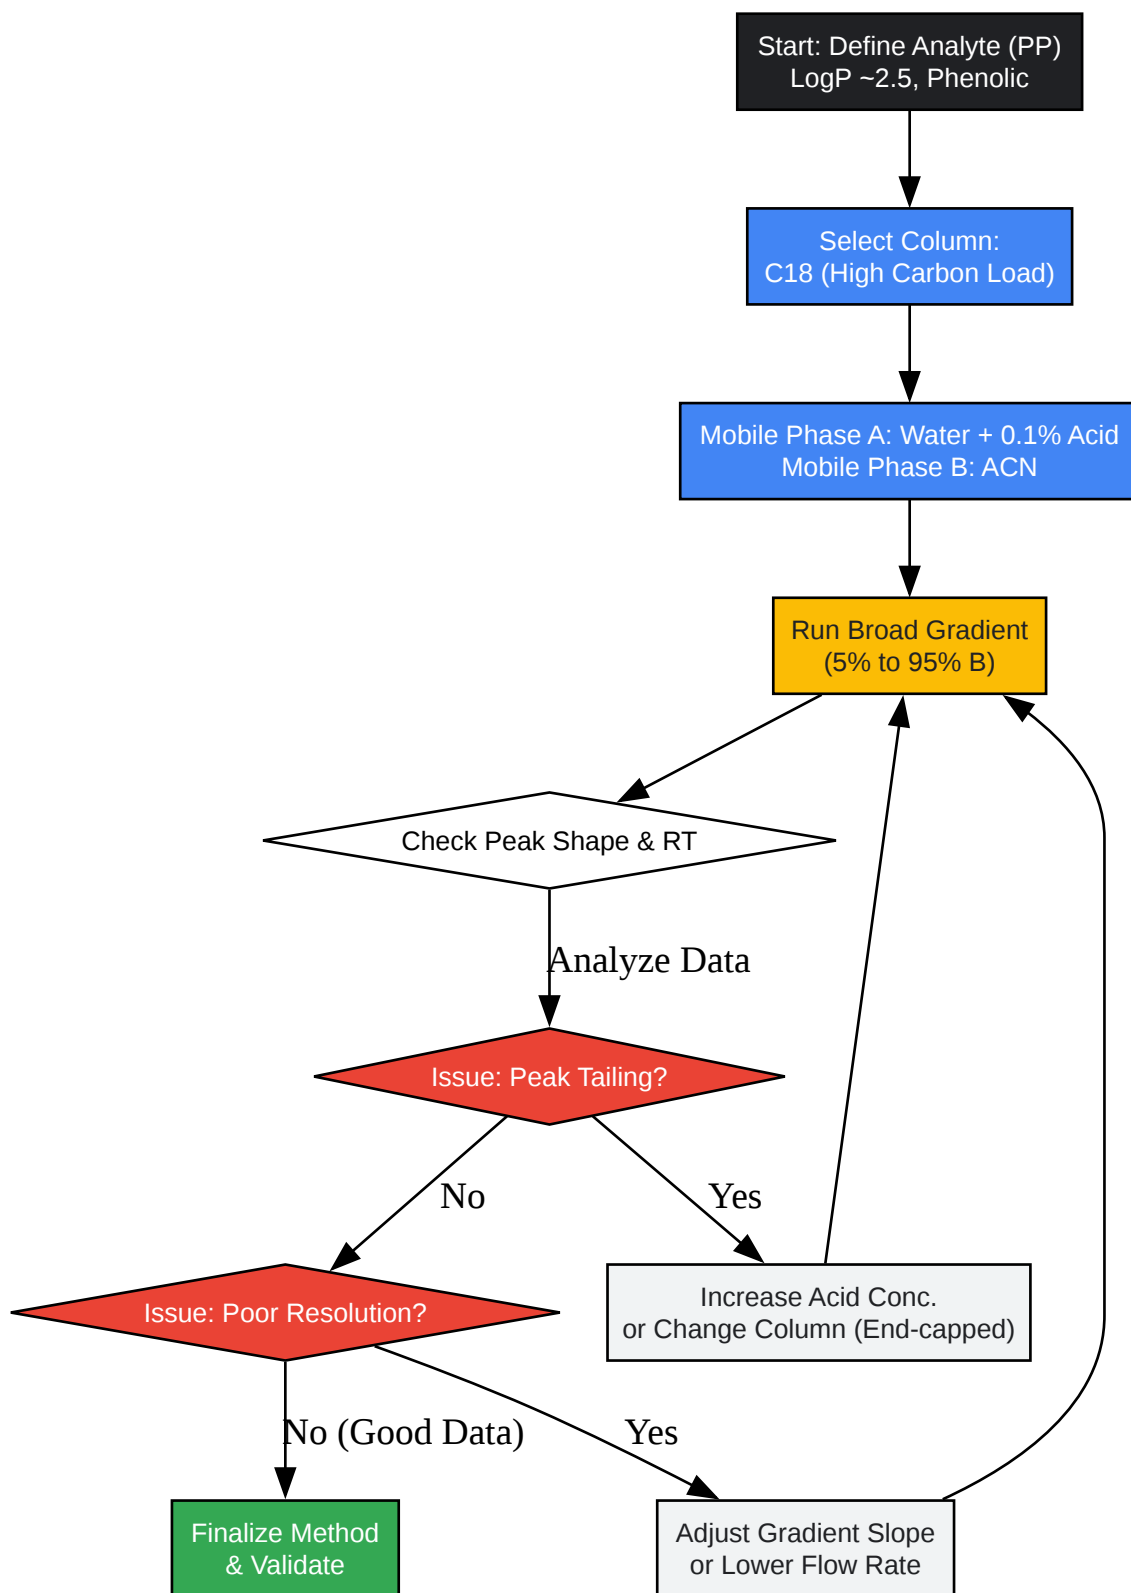 Start: Define Analyte (PP)
LogP ~2.5, Phenolic
Select Column:
C18 (High Carbon Load)
Mobile Phase A: Water + 0.1% Acid
Mobile Phase B: ACN
Run Broad Gradient
(5% to 95% B)
Check Peak Shape & RT
Analyze Data
Issue: Peak Tailing?
No
Yes
Issue: Poor Resolution?
Increase Acid Conc.
or Change Column (End-capped)
No (Good Data)
Yes
Finalize Method
& Validate
Adjust Gradient Slope
or Lower Flow Rate